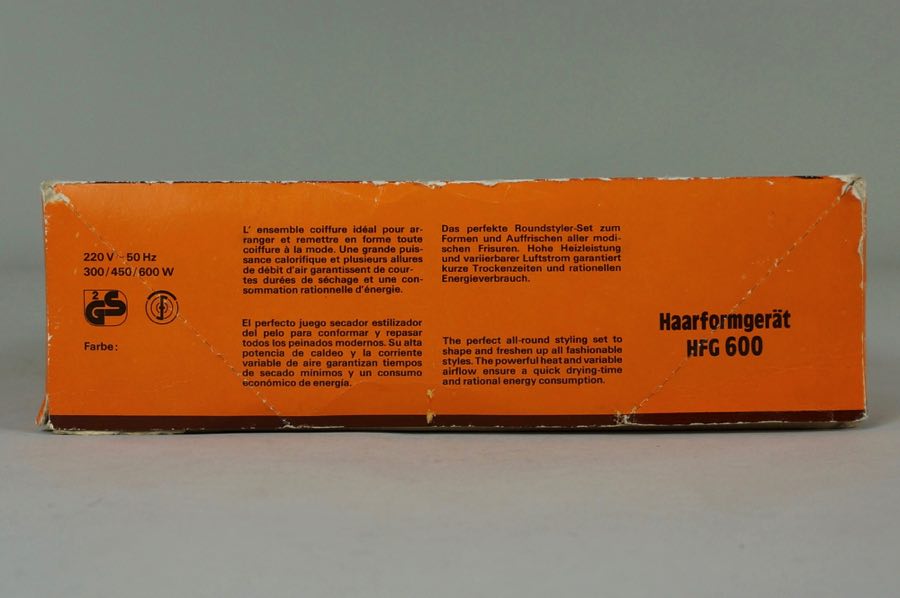 220 V ~ 50 Hz
300/450/600 W
2
GS
Farbe:
L' ensemble coiffure idéal pour ar-
ranger et remettre en forme toute
coiffure à la mode. Une grande puis-
sance calorifique et plusieurs allures
de débit d'air garantissent de cour-
tes durées de séchage et une con-
sommation rationnelle d'énergie.
El perfecto juego secador estilizador
del pelo para conformar y repasar
todos los peinados modernos. Su alta
potencia de caldeo y la corriente
variable de aire garantizan tiempos
de secado mínimos y un consumo
económico de energía.
Das perfekte Roundstyler-Set zum
Formen und Auffrischen aller modi-
schen Frisuren. Hohe Heizleistung
und variierbarer Luftstrom garantiert
kurze Trockenzeiten und rationellen
Energieverbrauch.
The perfect all-round styling set to
shape and freshen up all fashionable
styles. The powerful heat and variable
airflow ensure a quick drying-time
and rational energy consumption.
Haarformgerät
HFG 600